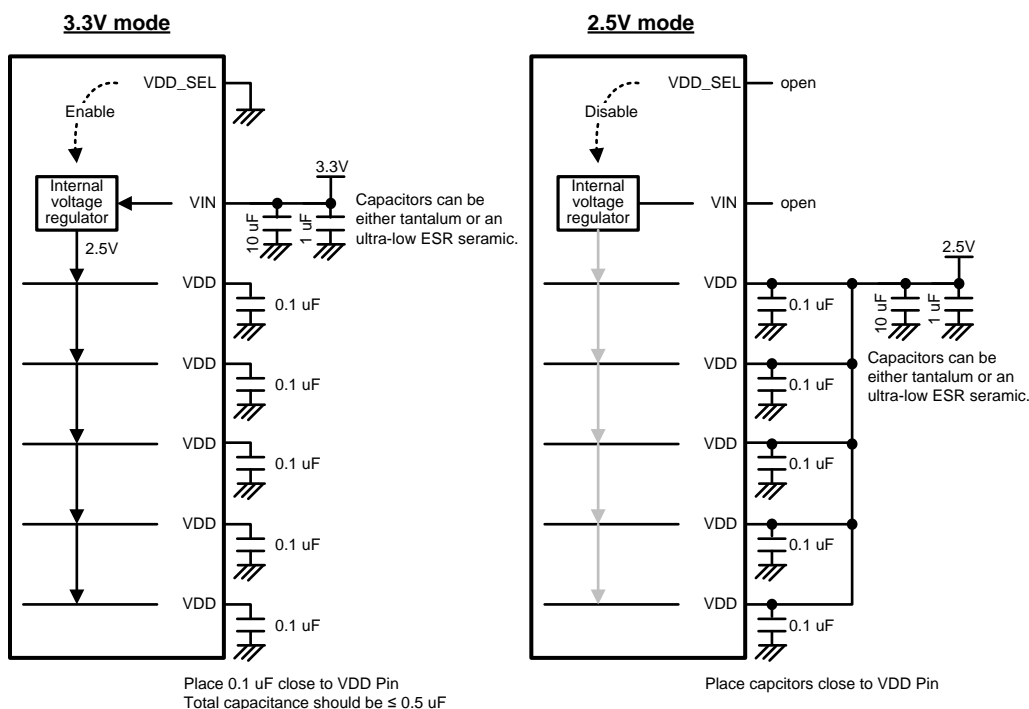 3.3V mode
VDD_SEL
Enable
Internal
voltage
regulator
VIN
3.3V
10 uF
1 uF
Capacitors can be
either tantalum or an
ultra-low ESR seramic.
2.5V
VDD
0.1 uF
VDD
0.1 uF
VDD
0.1 uF
VDD
0.1 uF
VDD
0.1 uF
Place 0.1 uF close to VDD Pin
Total capacitance should be ≤ 0.5 uF
2.5V mode
VDD_SEL
open
Disable
Internal
voltage
regulator
VIN
open
2.5V
VDD
0.1 uF
10 uF
1 uF
Capacitors can be
either tantalum or an
ultra-low ESR seramic.
VDD
0.1 uF
VDD
0.1 uF
VDD
0.1 uF
VDD
0.1 uF
Place capcitors close to VDD Pin